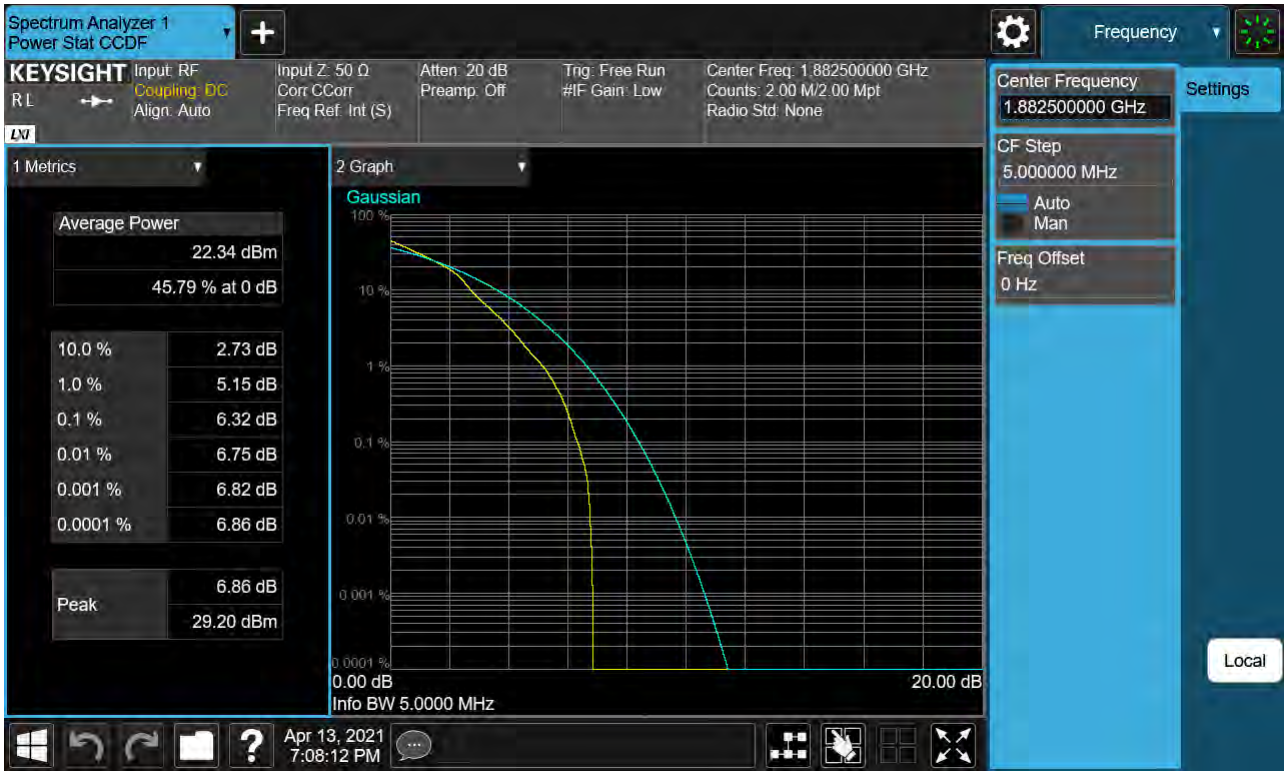 Spectrum Analyzer 1
Power Stat CCDF
Frequency
KEYSIGHT
RL
LXI
Input: RF
Coupling: DC
Align: Auto
Input Z: 50 Ω
Corr CCorr
Freq Ref: Int (S)
Atten: 20 dB
Preamp: Off
Trig: Free Run
#IF Gain: Low
Center Freq: 1.882500000 GHz
Counts: 2.00 M/2.00 Mpt
Radio Std: None
Center Frequency
1.882500000 GHz
Settings
CF Step
5.000000 MHz
Auto
Man
Freq Offset
0 Hz
Local
1 Metrics
Average Power
22.34 dBm
45.79 % at 0 dB
10.0 % 2.73 dB
1.0 % 5.15 dB
0.1 % 6.32 dB
0.01 % 6.75 dB
0.001 % 6.82 dB
0.0001 % 6.86 dB
Peak
6.86 dB
29.20 dBm
2 Graph
Gaussian
100 %
10 %
1 %
0.1 %
0.01 %
0.001 %
0.0001 %
0.00 dB
20.00 dB
Info BW 5.0000 MHz
?
Apr 13, 2021
7:08:12 PM